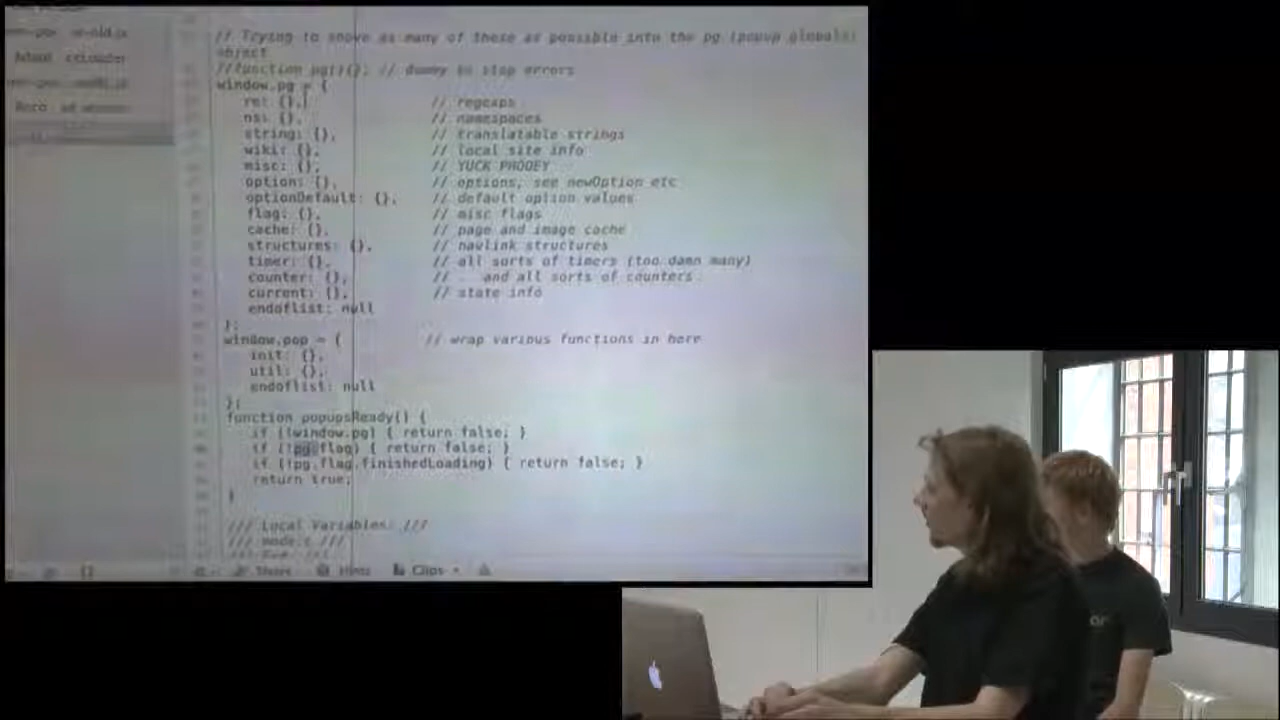 // Trying to shove as many of these as possible into the pg (popup globals)
object
//function pg(){}; // dummy to stop errors
window.pg = {
re: {}, // regexps
ns: {}, // namespaces
string: {}, // translatable strings
wiki: {}, // local site info
misc: {}, // YUCK PHOOEY
option: {}, // options, see newOption etc
optionDefault: {}, // default option values
flag: {}, // misc flags
cache: {}, // page and image cache
structures: {}, // navlink structures
timer: {}, // all sorts of timers (too damn many)
counter: {}, // .. and all sorts of counters
current: {}, // state info
endoflist: null
};
window.pop = { // wrap various functions in here
init: {},
util: {},
endoflist: null
};
function popupsReady() {
if (!window.pg) { return false; }
if (!pg.flag) { return false; }
if (!pg.flag.finishedLoading) { return false; }
return true;
}
/// Local Variables: ///
/// mode:c ///
Share Hints Clips